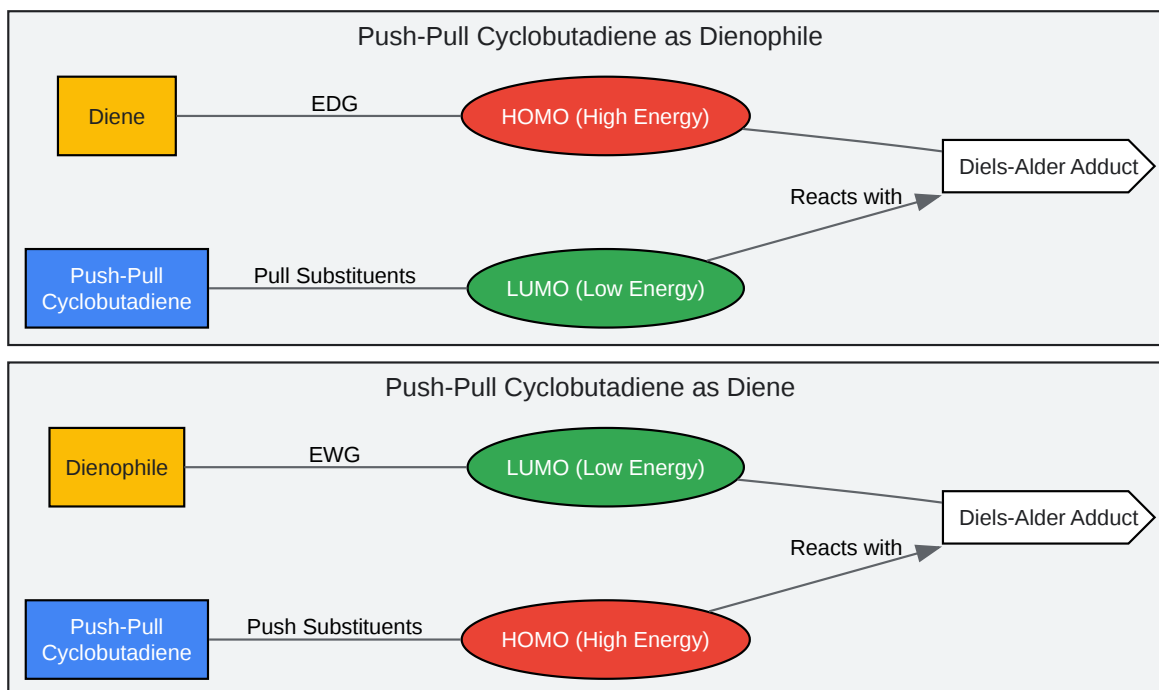 Push-Pull Cyclobutadiene as Dienophile
Diene
EDG
HOMO (High Energy)
Diels-Alder Adduct
Reacts with
Push-Pull
Cyclobutadiene
Pull Substituents
LUMO (Low Energy)
Push-Pull Cyclobutadiene as Diene
Dienophile
EWG
LUMO (Low Energy)
Diels-Alder Adduct
Reacts with
Push-Pull
Cyclobutadiene
Push Substituents
HOMO (High Energy)